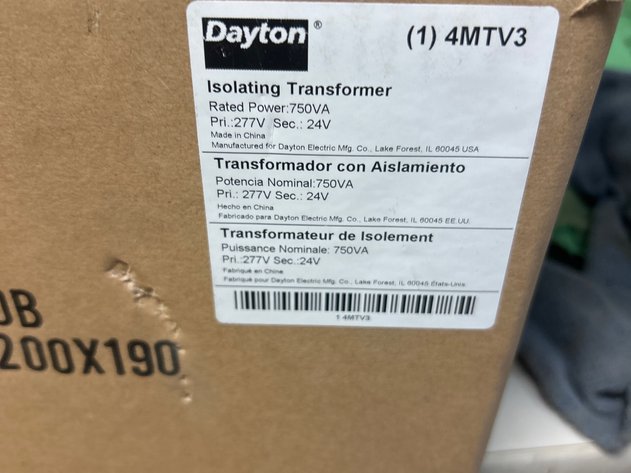 Dayton®
(1) 4MTV3
Isolating Transformer
Rated Power:750VA
Pri.:277V Sec.: 24V
Made in China
Manufactured for Dayton Electric Mfg. Co., Lake Forest, IL 60045 USA
Transformador con Aislamiento
Potencia Nominal:750VA
Pri.: 277V Sec.: 24V
Hecho en China
Fabricado para Dayton Electric Mfg. Co., Lake Forest, IL 60045 EE.UU.
Transformateur de Isolement
Puissance Nominale: 750VA
Pri.:277V Sec.:24V
Fabriqué en China
Fabriqué pour Dayton Electric Mfg. Co., Lake Forest, IL 60045 États-Unis
1 4MTV3
0B
200X190